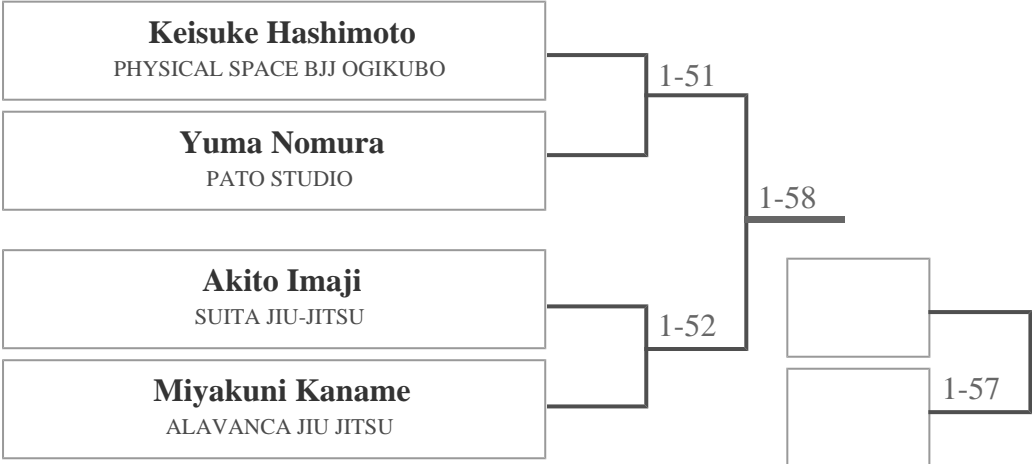 Keisuke Hashimoto
PHYSICAL SPACE BJJ OGIKUBO
1-51
Yuma Nomura
PATO STUDIO
1-58
Akito Imaji
SUITA JIU-JITSU
1-52
Miyakuni Kaname
ALAVANCA JIU JITSU
1-57